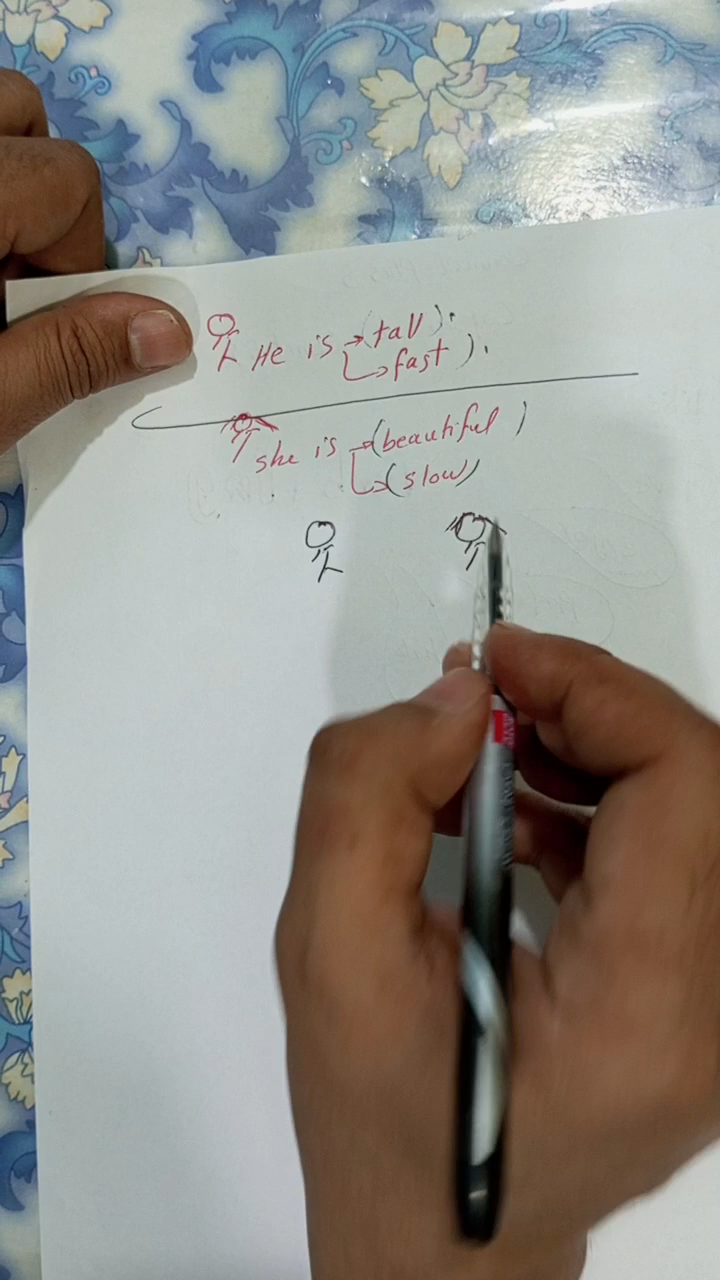 He is → (tall).
↳ fast ).
she is → (beautiful )
↳ (slow)